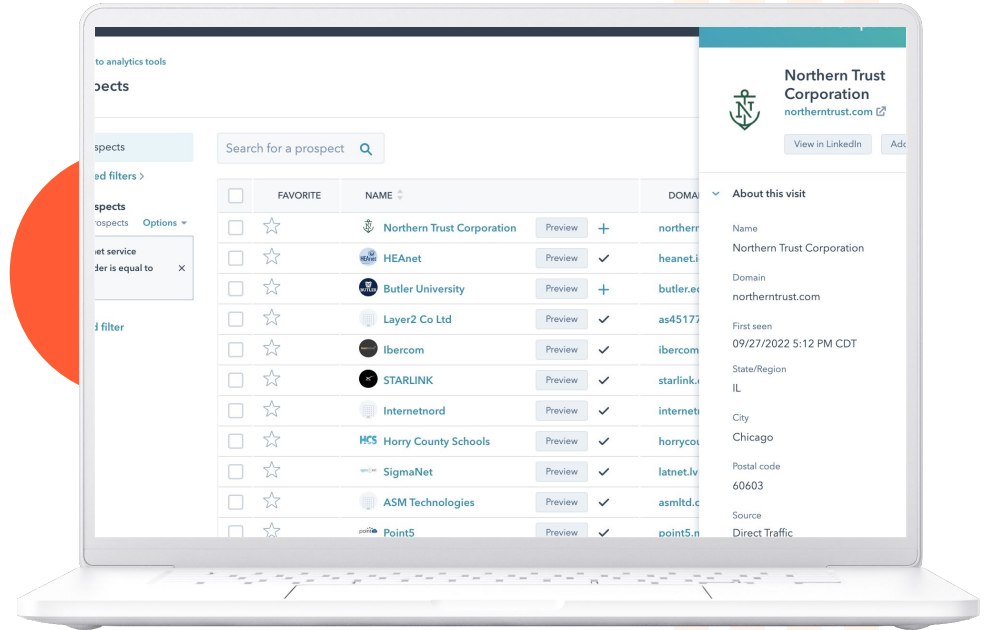 to analytics tools
pects
spects
ed filters
spects
rospects Options
et service
der is equal to
d filter
Search for a prospect
FAVORITE NAME DOMAI
Northern Trust Corporation Preview northern
HEAnet Preview heanet.i
Butler University Preview butler.ed
Layer2 Co Ltd Preview as45177
Ibercom Preview ibercom
STARLINK Preview starlink.
Internetnord Preview internet
HCS Horry County Schools Preview horrycou
SigmaNet Preview latnet.lv
ASM Technologies Preview asmltd.c
Point5 Preview point5.n
Northern Trust
Corporation
northerntrust.com
View in LinkedIn Add
About this visit
Name
Northern Trust Corporation
Domain
northerntrust.com
First seen
09/27/2022 5:12 PM CDT
State/Region
IL
City
Chicago
Postal code
60603
Source
Direct Traffic